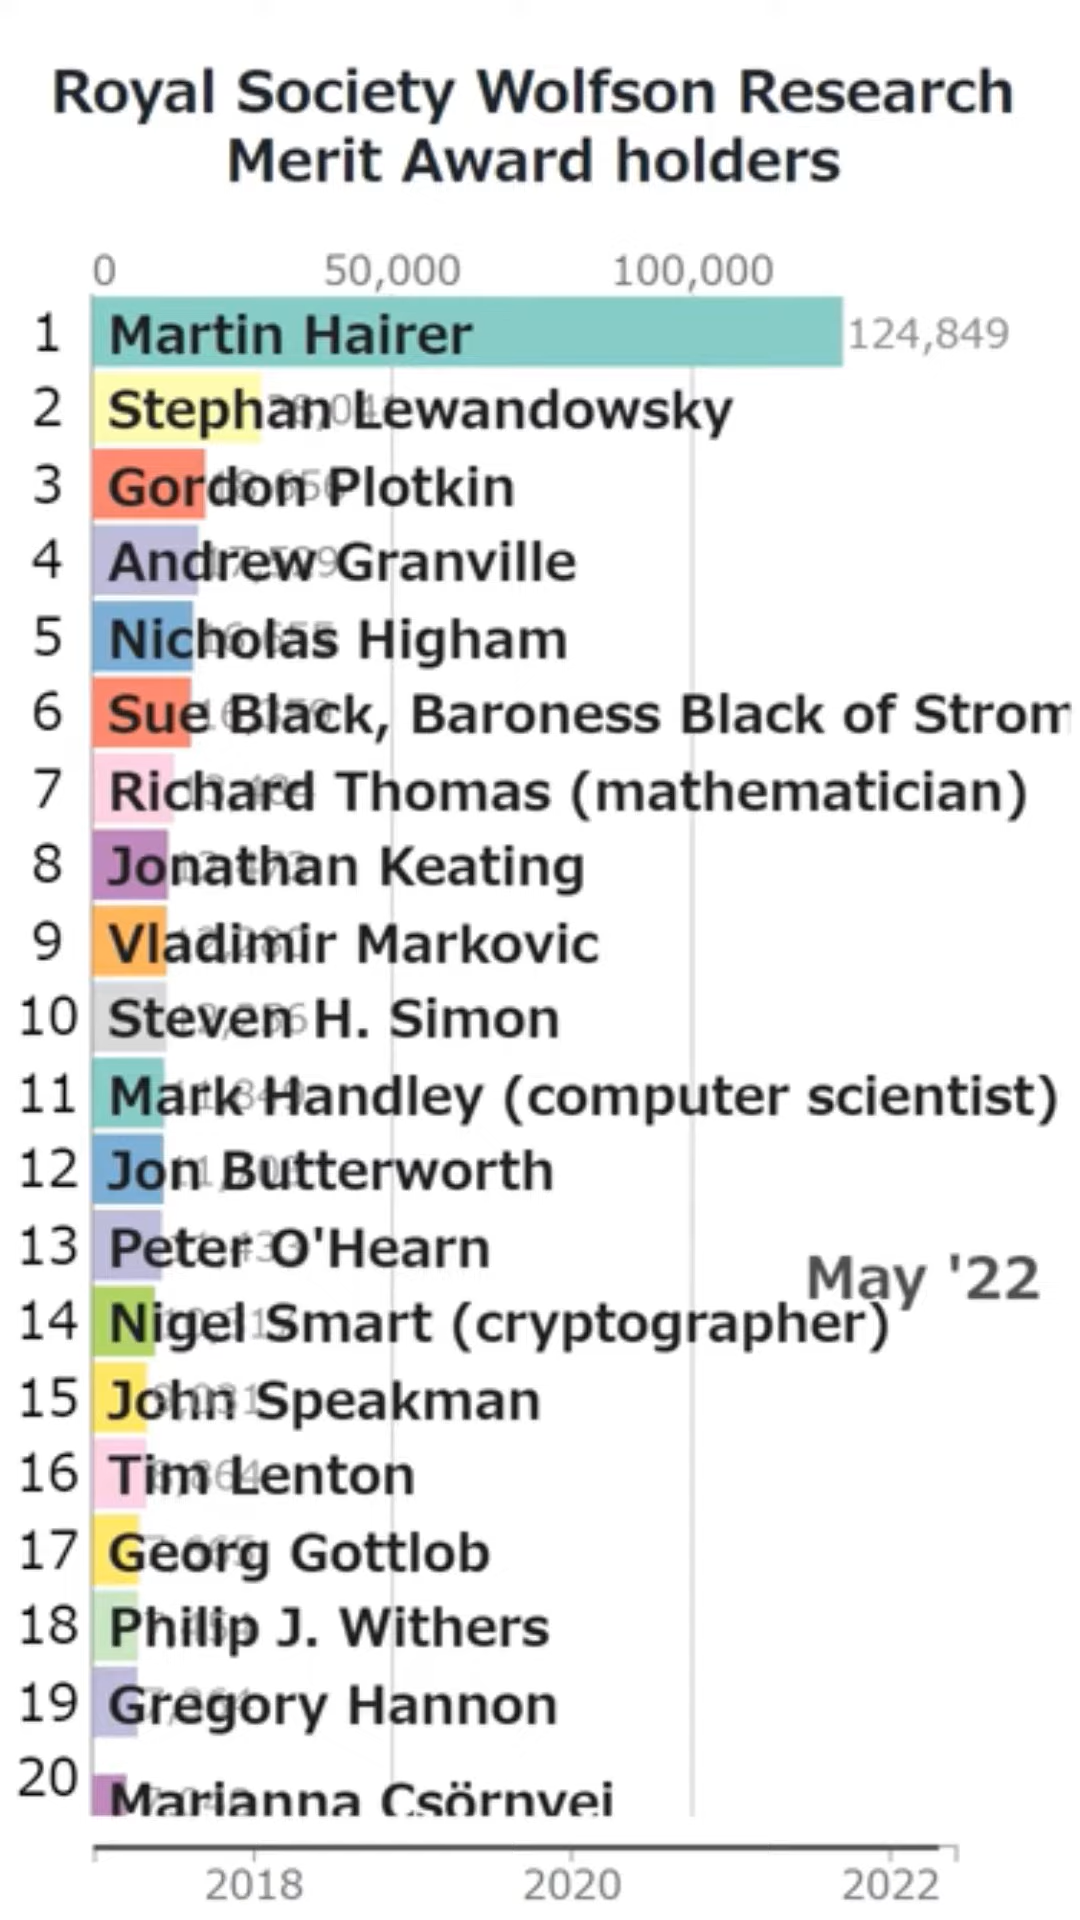 Royal Society Wolfson Research
Merit Award holders
0 50,000 100,000
1 Martin Hairer 124,849
2 Stephan Lewandowsky
3 Gordon Plotkin
4 Andrew Granville
5 Nicholas Higham
6 Sue Black, Baroness Black of Strom
7 Richard Thomas (mathematician)
8 Jonathan Keating
9 Vladimir Markovic
10 Steven H. Simon
11 Mark Handley (computer scientist)
12 Jon Butterworth
13 Peter O'Hearn
May '22
14 Nigel Smart (cryptographer)
15 John Speakman
16 Tim Lenton
17 Georg Gottlob
18 Philip J. Withers
19 Gregory Hannon
20 Marianna Csörnyei
2018 2020 2022